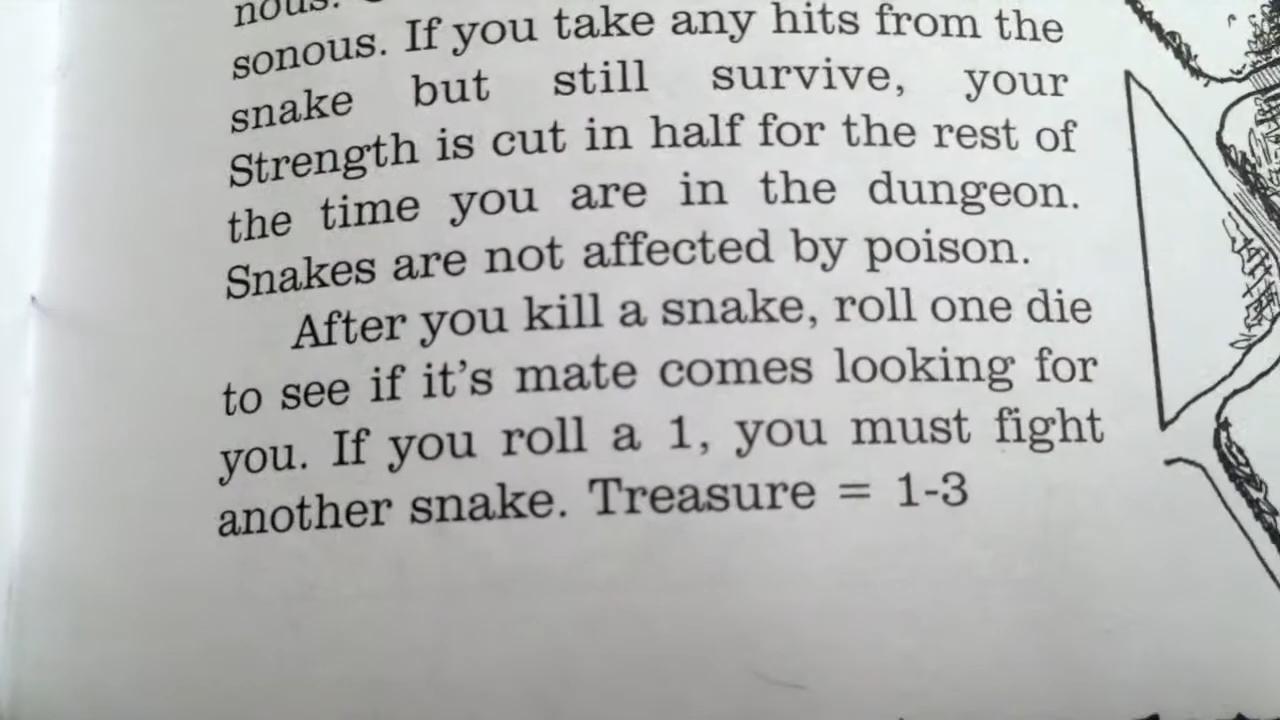 nous.
sonous. If you take any hits from the
snake but still survive, your
Strength is cut in half for the rest of
the time you are in the dungeon.
Snakes are not affected by poison.
After you kill a snake, roll one die
to see if it's mate comes looking for
you. If you roll a 1, you must fight
another snake. Treasure = 1-3